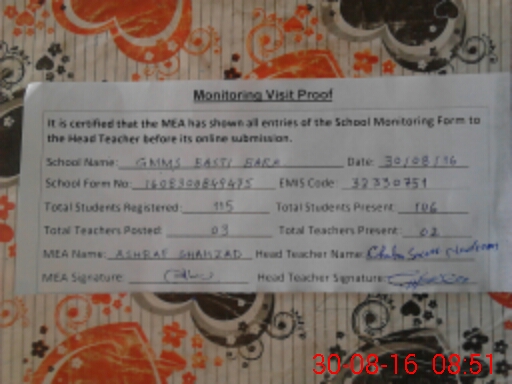 Monitoring Visit Proof
It is certified that the MEA has shown all entries of the School Monitoring Form to
the Head Teacher before its online submission.
School Name: GMMS BASTI BARA Date: 30/08/16
School Form No: 1608300849475 EMIS Code: 32330751
Total Students Registered: 115 Total Students Present: 106
Total Teachers Posted: 03 Total Teachers Present: 02
MEA Name: ASHRAF SHAHZAD Head Teacher Name:
MEA Signature: Head Teacher Signature:
30-08-16 08:51